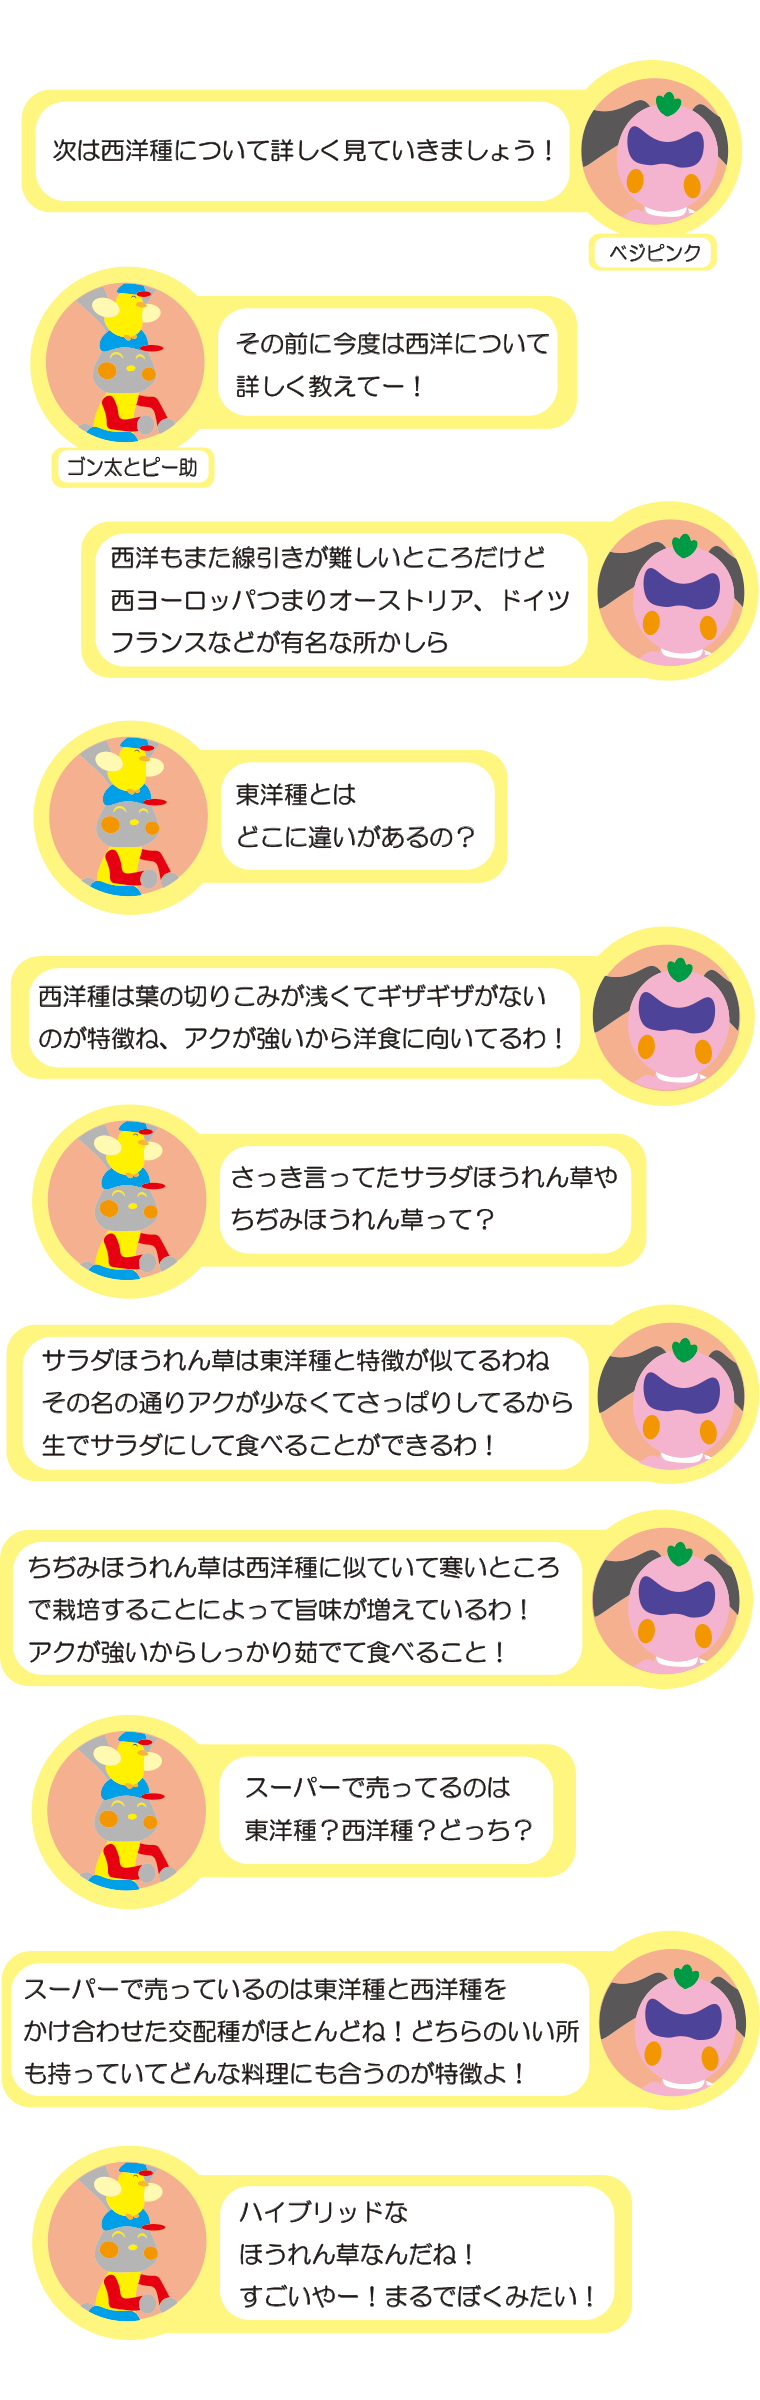 次は西洋種について詳しく見ていきましょう！
ベジピンク
その前に今度は西洋について
詳しく教えてー！
ゴン太とピー助
西洋もまた線引きが難しいところだけど
西ヨーロッパつまりオーストリア、ドイツ
フランスなどが有名な所かしら
東洋種とは
どこに違いがあるの？
西洋種は葉の切りこみが浅くてギザギザがない
のが特徴ね、アクが強いから洋食に向いてるわ！
さっき言ってたサラダほうれん草や
ちぢみほうれん草って？
サラダほうれん草は東洋種と特徴が似てるわね
その名の通りアクが少なくてさっぱりしてるから
生でサラダにして食べることができるわ！
ちぢみほうれん草は西洋種に似ていて寒いところ
で栽培することによって旨味が増えているわ！
アクが強いからしっかり茹でて食べること！
スーパーで売ってるのは
東洋種？西洋種？どっち？
スーパーで売っているのは東洋種と西洋種を
かけ合わせた交配種がほとんどね！どちらのいい所
も持っていてどんな料理にも合うのが特徴よ！
ハイブリッドな
ほうれん草なんだね！
すごいやー！まるでぼくみたい！